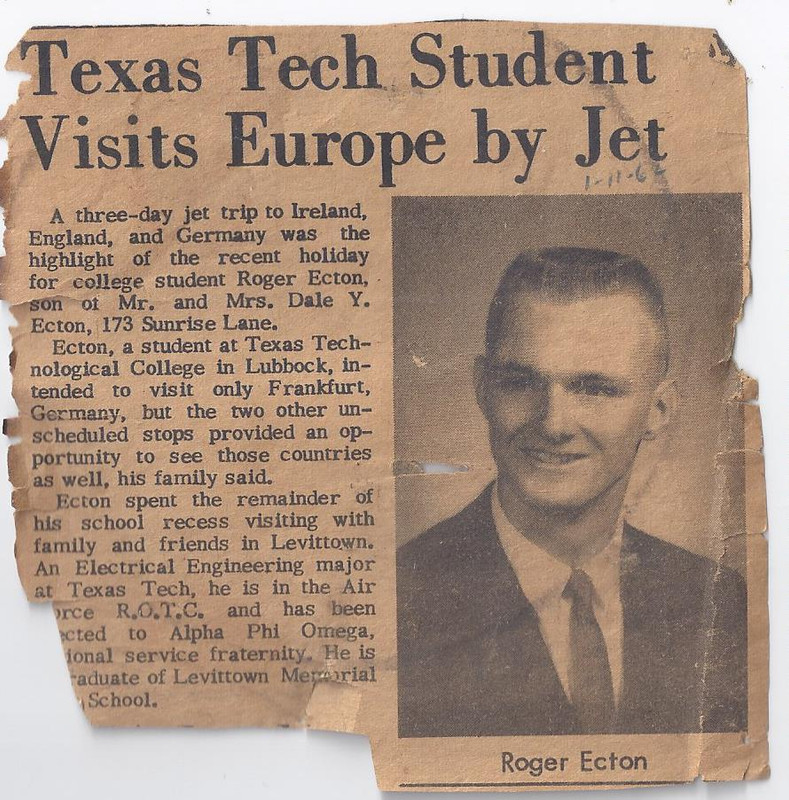 Texas Tech Student
Visits Europe by Jet
A three-day jet trip to Ireland,
England, and Germany was the
highlight of the recent holiday
for college student Roger Ecton,
son of Mr. and Mrs. Dale Y.
Ecton, 173 Sunrise Lane.
Ecton, a student at Texas Tech-
nological College in Lubbock, in-
tended to visit only Frankfurt,
Germany, but the two other un-
scheduled stops provided an op-
portunity to see those countries
as well, his family said.
Ecton spent the remainder of
his school recess visiting with
family and friends in Levittown.
An Electrical Engineering major
at Texas Tech, he is in the Air
orce R.O.T.C. and has been
ected to Alpha Phi Omega,
ional service fraternity. He is
raduate of Levittown Memorial
School.
Roger Ecton